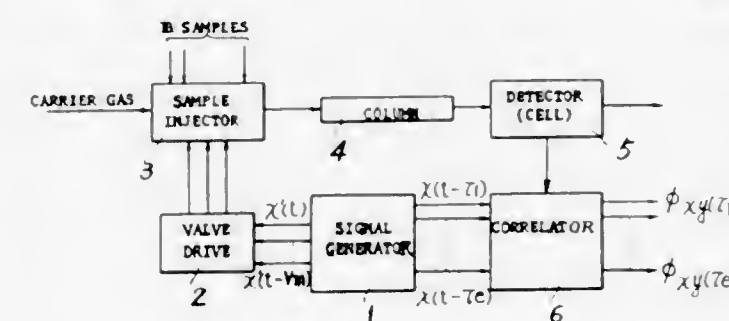 m SAMPLES
CARRIER GAS
SAMPLE
INJECTOR
3
COLUMN
4
DETECTOR
(CELL)
5
VALVE
DRIVE
2
χ(t)
χ(t-Vm)
SIGNAL
GENERATOR
1
χ(t-τ1)
χ(t-τe)
CORRELATOR
6
ϕxy(τ1
ϕxy(τe